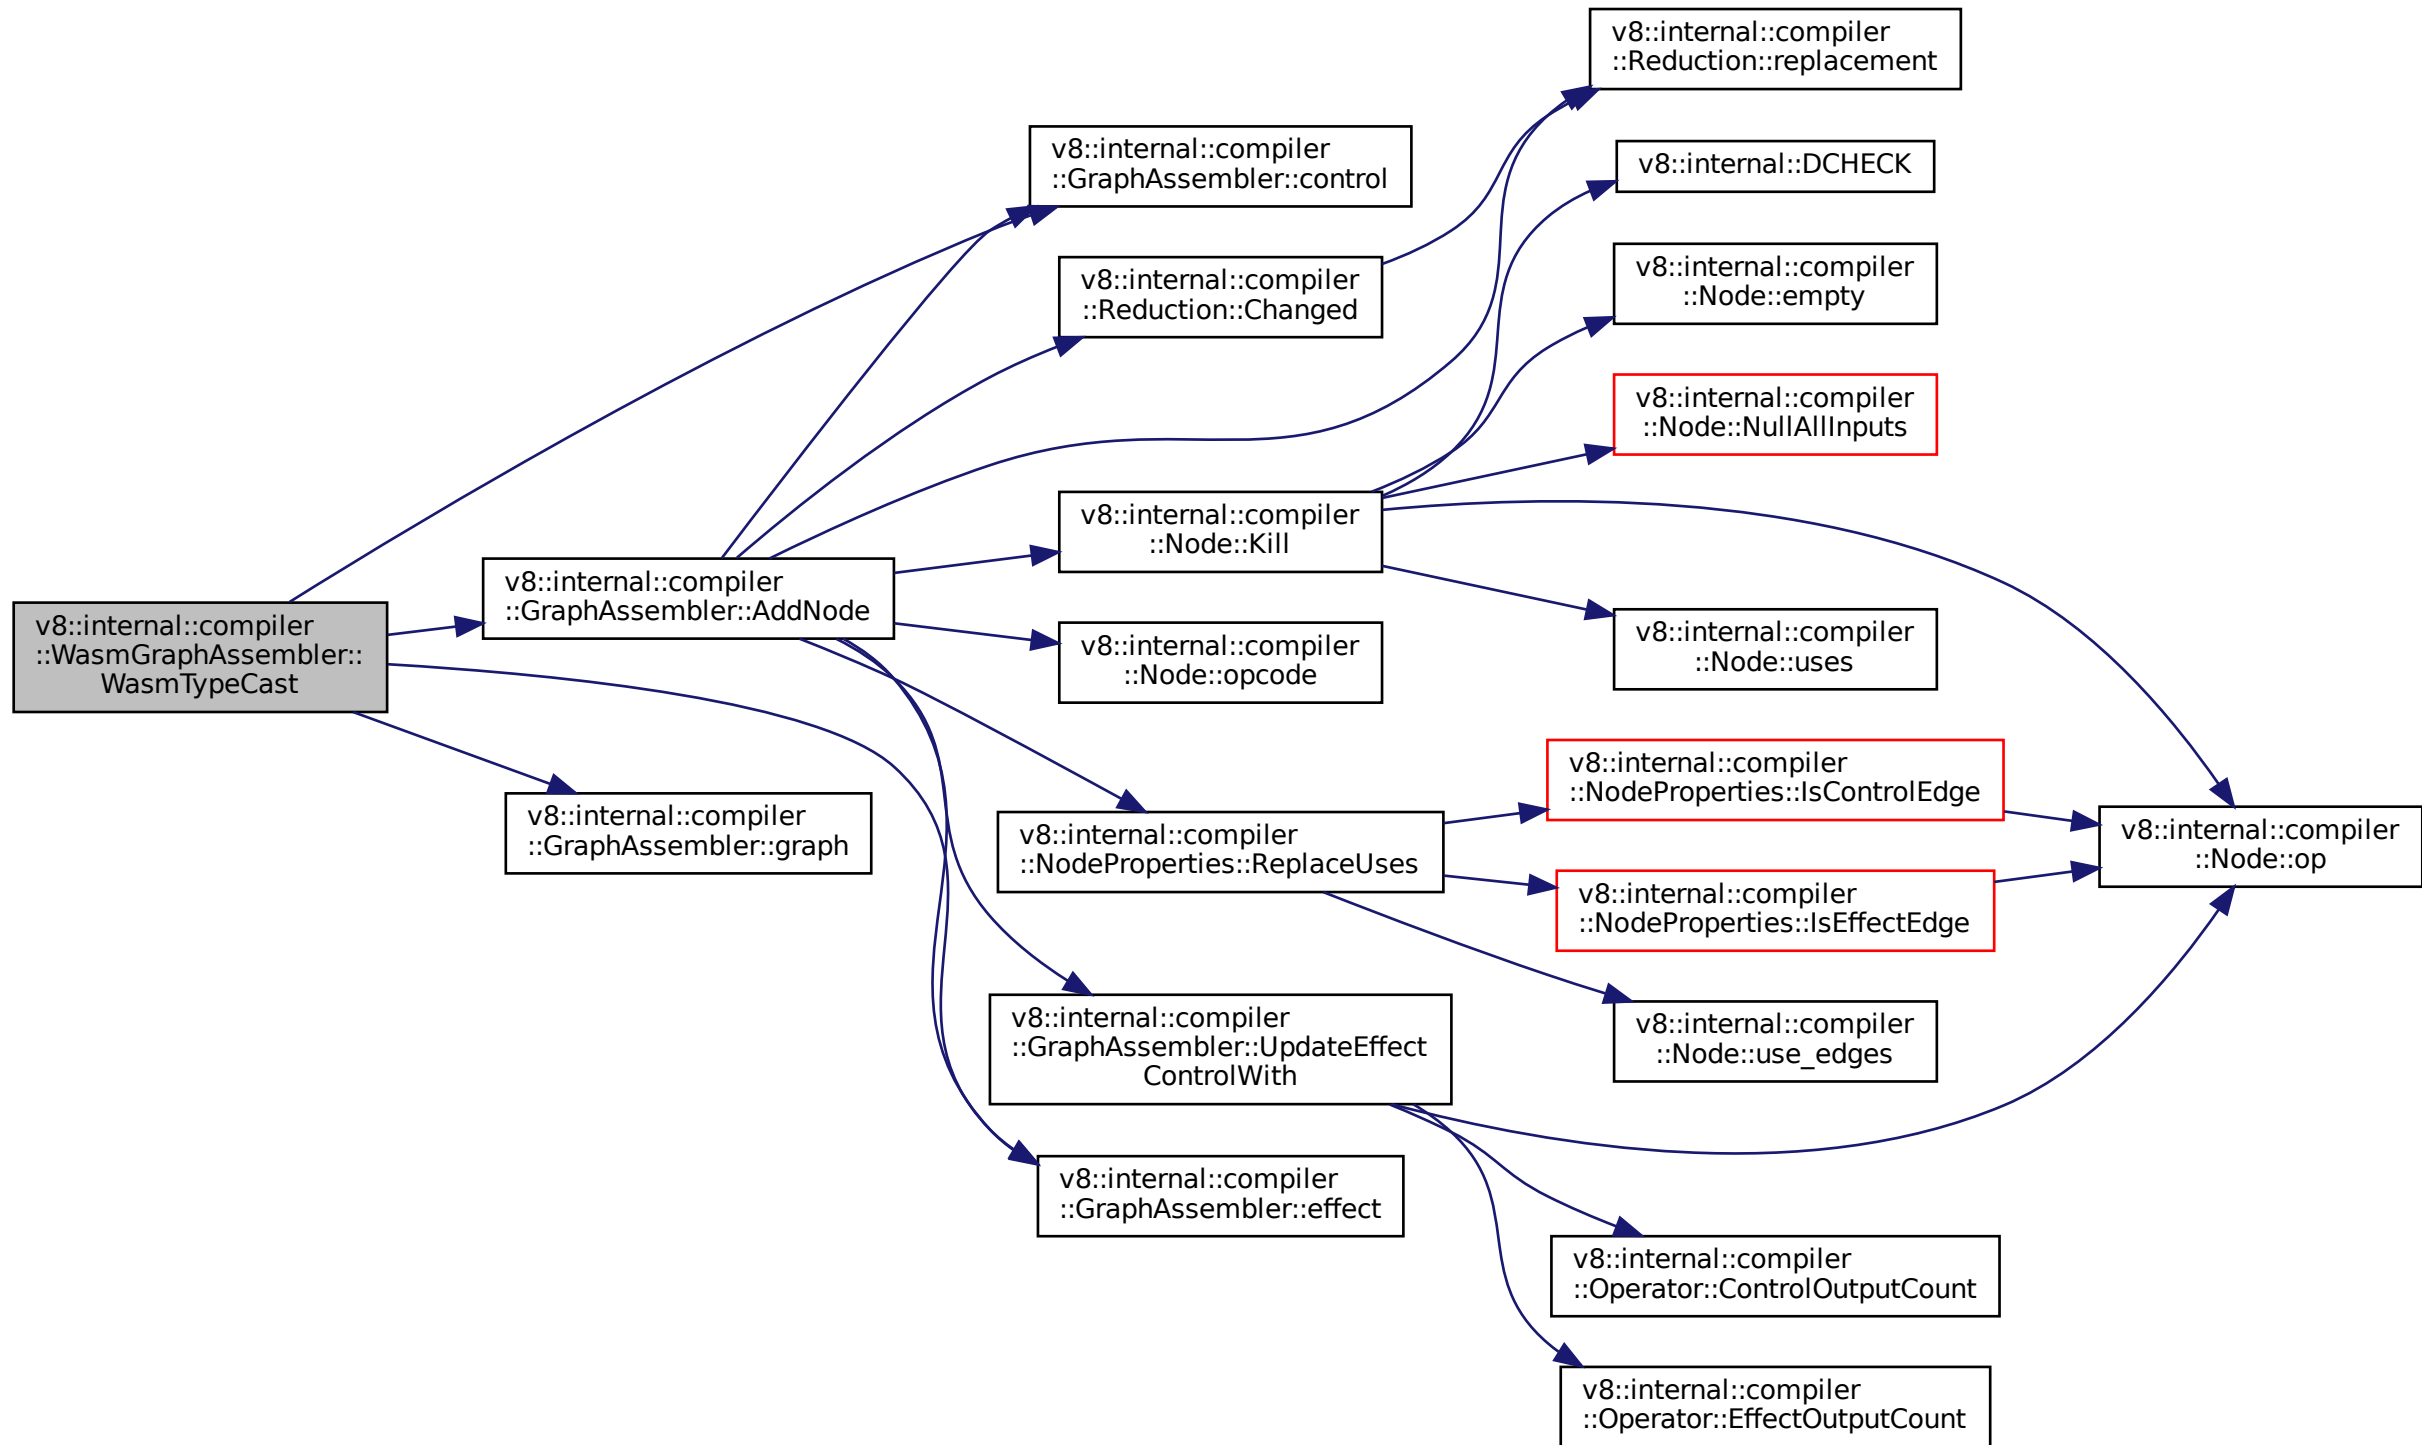 v8::internal::compiler
::WasmGraphAssembler::
WasmTypeCast
v8::internal::compiler
::GraphAssembler::AddNode
v8::internal::compiler
::GraphAssembler::graph
v8::internal::compiler
::GraphAssembler::control
v8::internal::compiler
::Reduction::Changed
v8::internal::compiler
::Node::Kill
v8::internal::compiler
::Node::opcode
v8::internal::compiler
::NodeProperties::ReplaceUses
v8::internal::compiler
::GraphAssembler::UpdateEffect
ControlWith
v8::internal::compiler
::GraphAssembler::effect
v8::internal::compiler
::Reduction::replacement
v8::internal::DCHECK
v8::internal::compiler
::Node::empty
v8::internal::compiler
::Node::NullAllInputs
v8::internal::compiler
::Node::uses
v8::internal::compiler
::NodeProperties::IsControlEdge
v8::internal::compiler
::NodeProperties::IsEffectEdge
v8::internal::compiler
::Node::use_edges
v8::internal::compiler
::Operator::ControlOutputCount
v8::internal::compiler
::Operator::EffectOutputCount
v8::internal::compiler
::Node::op